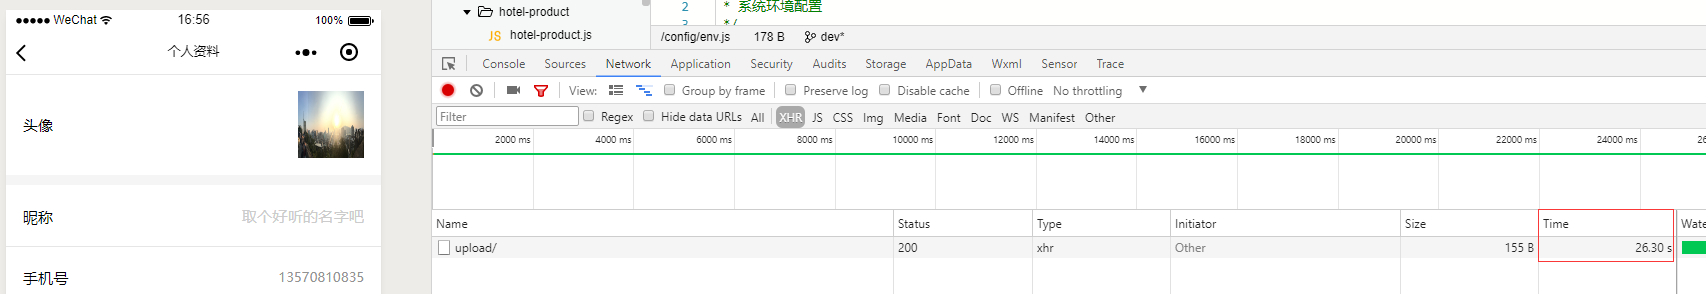 ●●●●● WeChat 16:56 100%
个人资料
头像
昵称 取个好听的名字吧
手机号 13570810835
hotel-product
JS hotel-product.js
2 * 系统环境配置
3 */
/config/env.js 178 B dev*
Console Sources Network Application Security Audits Storage AppData Wxml Sensor Trace
View: Group by frame Preserve log Disable cache Offline No throttling
Filter Regex Hide data URLs All XHR JS CSS Img Media Font Doc WS Manifest Other
2000 ms 4000 ms 6000 ms 8000 ms 10000 ms 12000 ms 14000 ms 16000 ms 18000 ms 20000 ms 22000 ms 24000 ms 26
Name Status Type Initiator Size Time Wate
upload/ 200 xhr Other 155 B 26.30 s